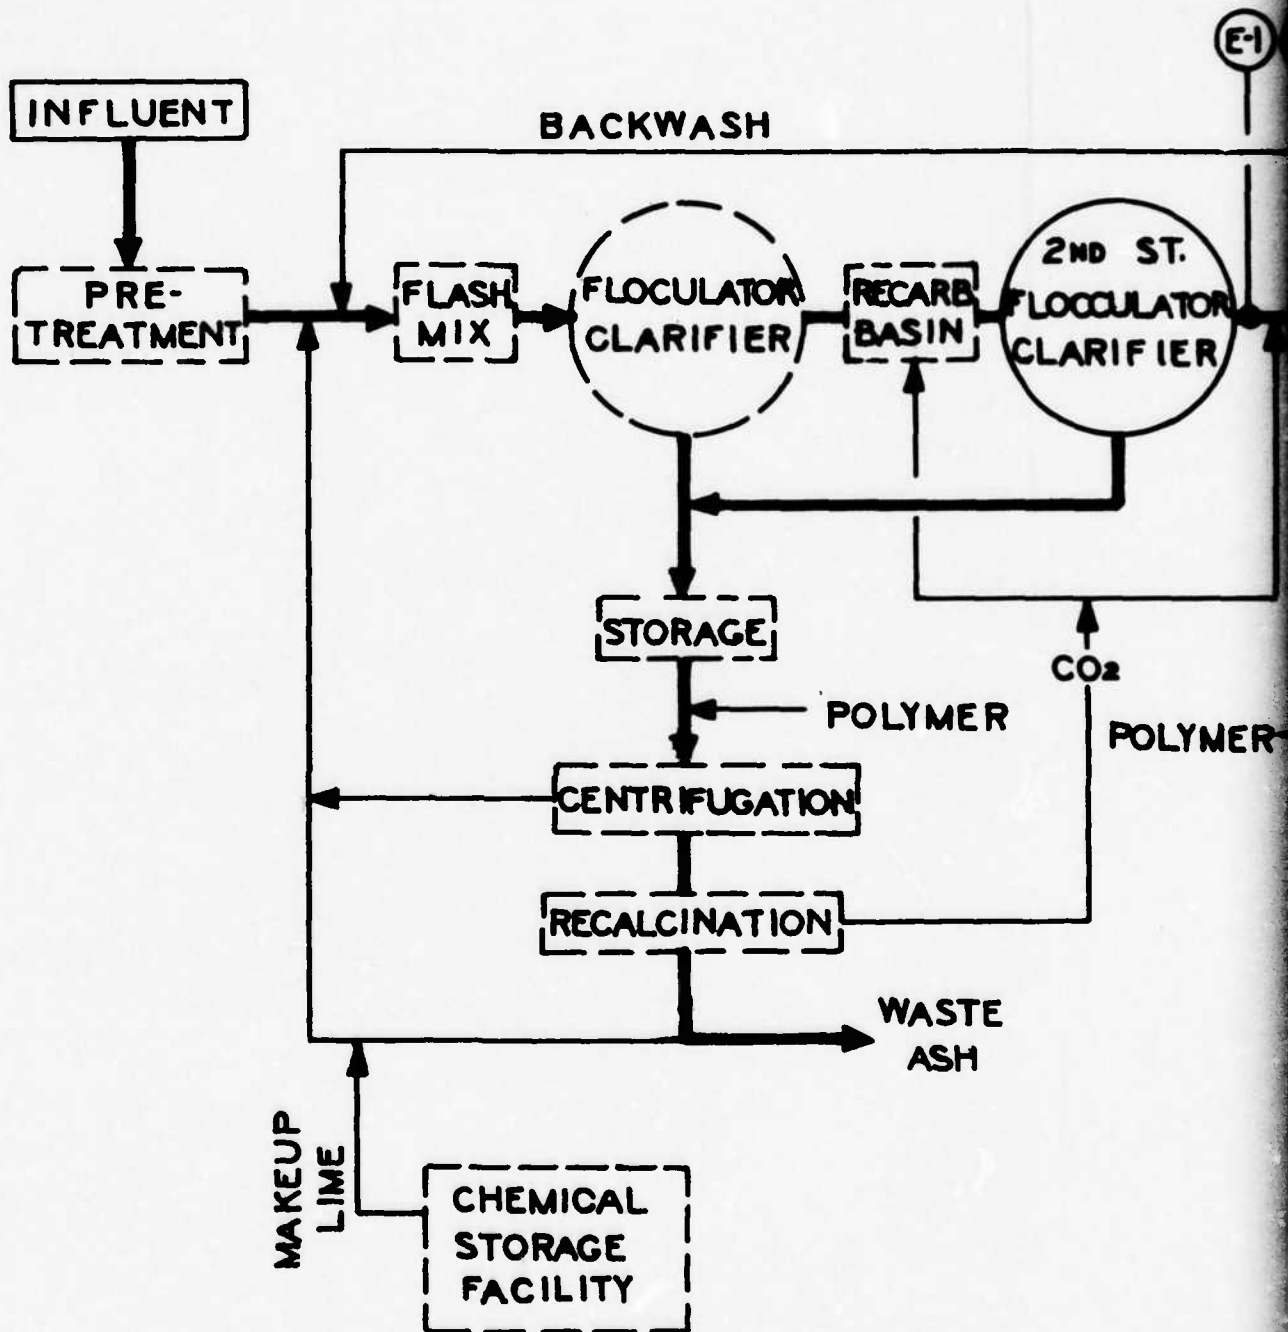 E-1
INFLUENT
BACKWASH
PRE-
TREATMENT
FLASH
MIX
FLOCULATOR
CLARIFIER
RECARB
BASIN
2ND ST.
FLOCCULATOR
CLARIFIER
STORAGE
CO2
POLYMER
POLYMER
CENTRIFUGATION
RECALCINATION
WASTE
ASH
MAKEUP
LIME
CHEMICAL
STORAGE
FACILITY